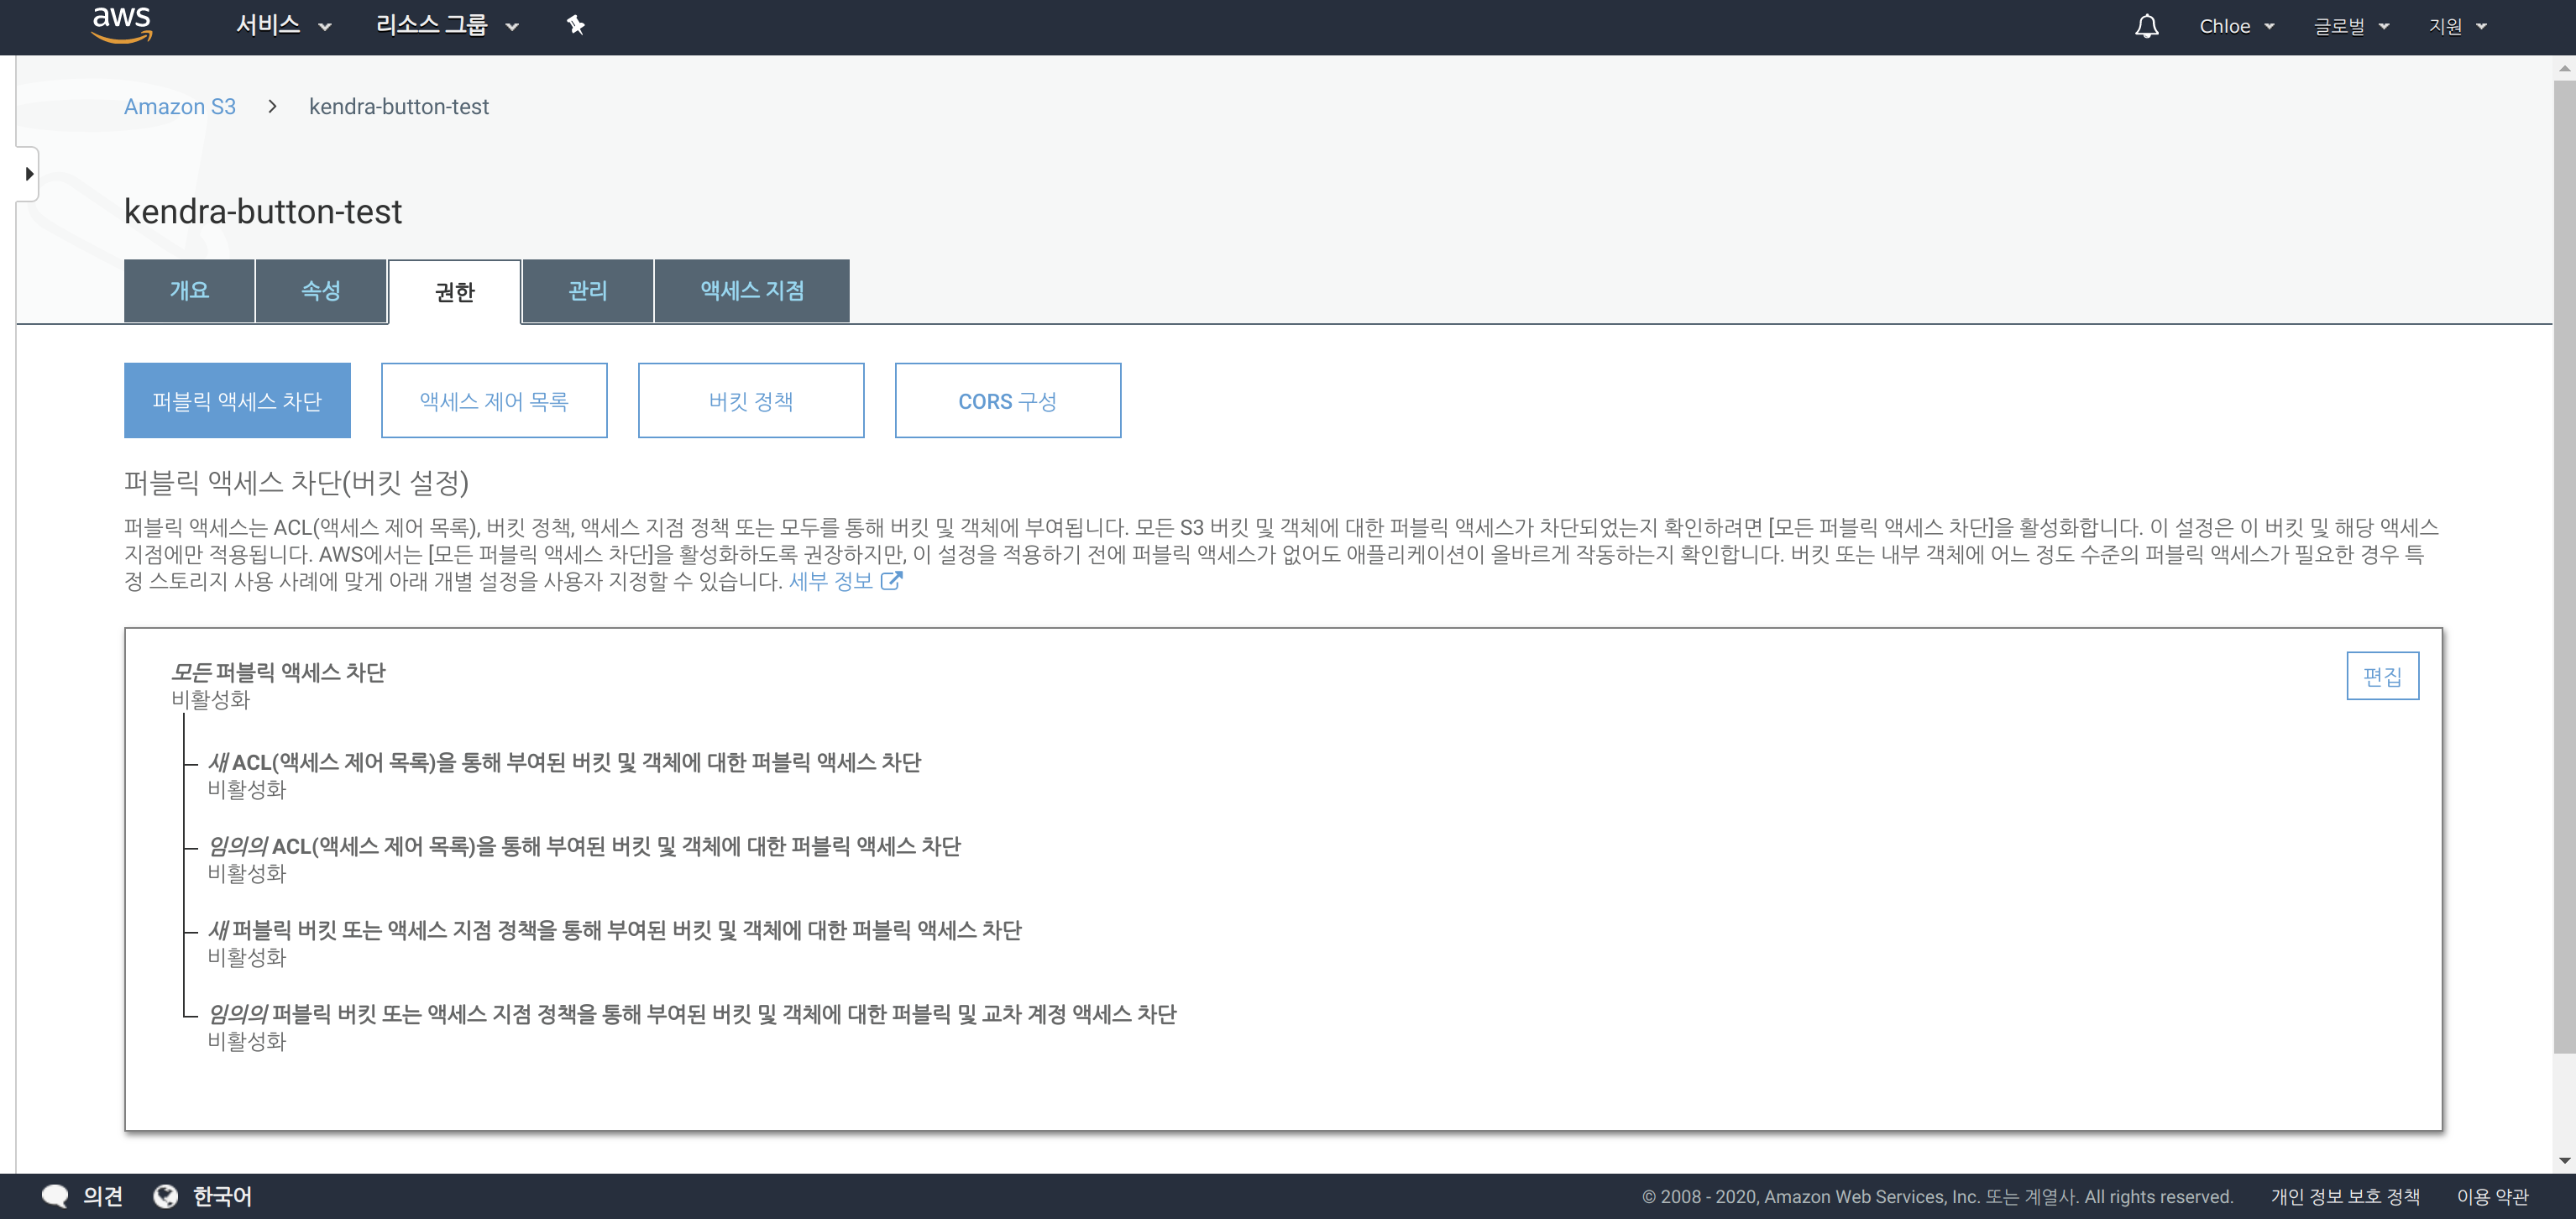 aws 서비스 리소스 그룹 Chloe 글로벌 지원
Amazon S3 > kendra-button-test
kendra-button-test
개요 속성 권한 관리 액세스 지점
퍼블릭 액세스 차단 액세스 제어 목록 버킷 정책 CORS 구성
퍼블릭 액세스 차단(버킷 설정)
퍼블릭 액세스는 ACL(액세스 제어 목록), 버킷 정책, 액세스 지점 정책 또는 모두를 통해 버킷 및 객체에 부여됩니다. 모든 S3 버킷 및 객체에 대한 퍼블릭 액세스가 차단되었는지 확인하려면 [모든 퍼블릭 액세스 차단]을 활성화합니다. 이 설정은 이 버킷 및 해당 액세스
지점에만 적용됩니다. AWS에서는 [모든 퍼블릭 액세스 차단]을 활성화하도록 권장하지만, 이 설정을 적용하기 전에 퍼블릭 액세스가 없어도 애플리케이션이 올바르게 작동하는지 확인합니다. 버킷 또는 내부 객체에 어느 정도 수준의 퍼블릭 액세스가 필요한 경우 특
정 스토리지 사용 사례에 맞게 아래 개별 설정을 사용자 지정할 수 있습니다. 세부 정보
모든 퍼블릭 액세스 차단
비활성화
편집
새 ACL(액세스 제어 목록)을 통해 부여된 버킷 및 객체에 대한 퍼블릭 액세스 차단
비활성화
임의의 ACL(액세스 제어 목록)을 통해 부여된 버킷 및 객체에 대한 퍼블릭 액세스 차단
비활성화
새 퍼블릭 버킷 또는 액세스 지점 정책을 통해 부여된 버킷 및 객체에 대한 퍼블릭 액세스 차단
비활성화
임의의 퍼블릭 버킷 또는 액세스 지점 정책을 통해 부여된 버킷 및 객체에 대한 퍼블릭 및 교차 계정 액세스 차단
비활성화
의견 한국어 © 2008 - 2020, Amazon Web Services, Inc. 또는 계열사. All rights reserved. 개인 정보 보호 정책 이용 약관